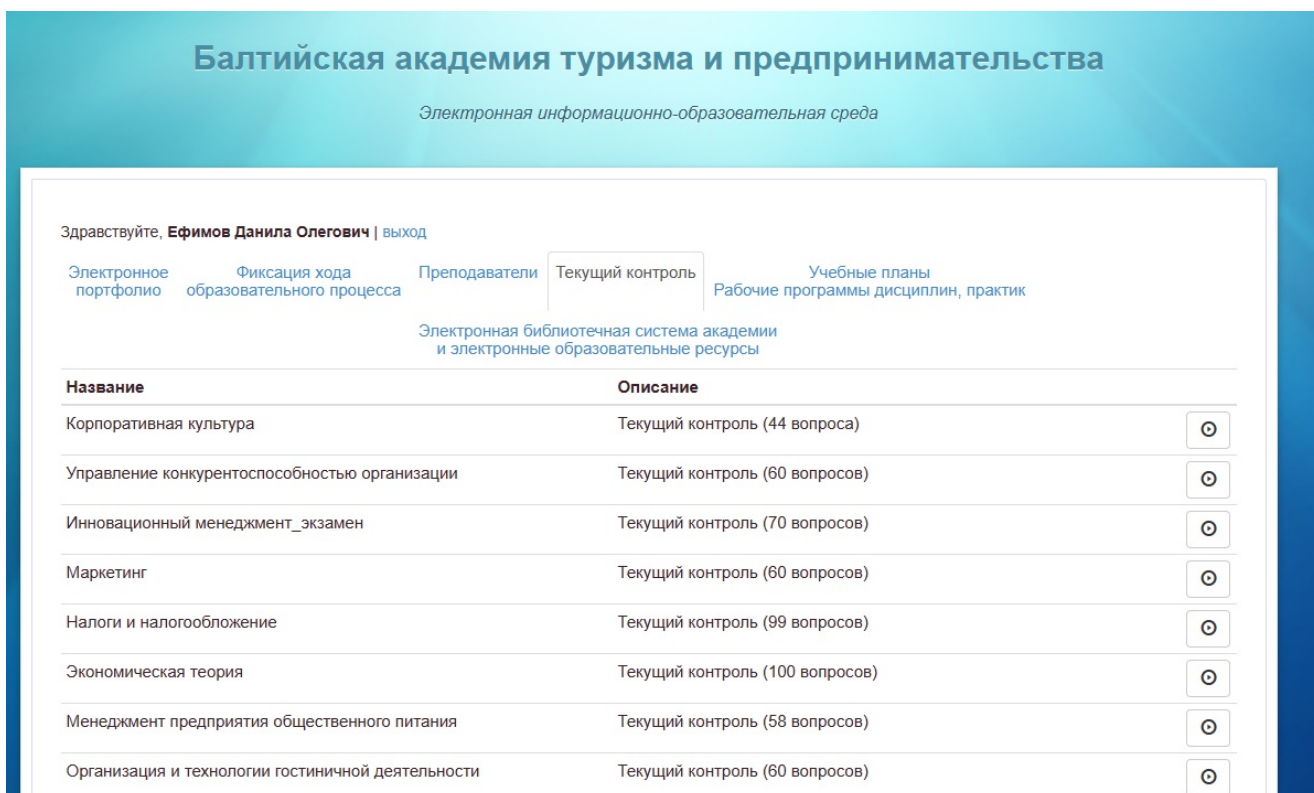 Балтийская академия туризма и предпринимательства
Электронная информационно-образовательная среда
Здравствуйте, Ефимов Данила Олегович | выход
Электронное
портфолио
Фиксация хода
образовательного процесса
Преподаватели
Текущий контроль
Учебные планы
Рабочие программы дисциплин, практик
Электронная библиотечная система академии
и электронные образовательные ресурсы
Название Описание
Корпоративная культура Текущий контроль (44 вопроса)
Управление конкурентоспособностью организации Текущий контроль (60 вопросов)
Инновационный менеджмент_экзамен Текущий контроль (70 вопросов)
Маркетинг Текущий контроль (60 вопросов)
Налоги и налогообложение Текущий контроль (99 вопросов)
Экономическая теория Текущий контроль (100 вопросов)
Менеджмент предприятия общественного питания Текущий контроль (58 вопросов)
Организация и технологии гостиничной деятельности Текущий контроль (60 вопросов)